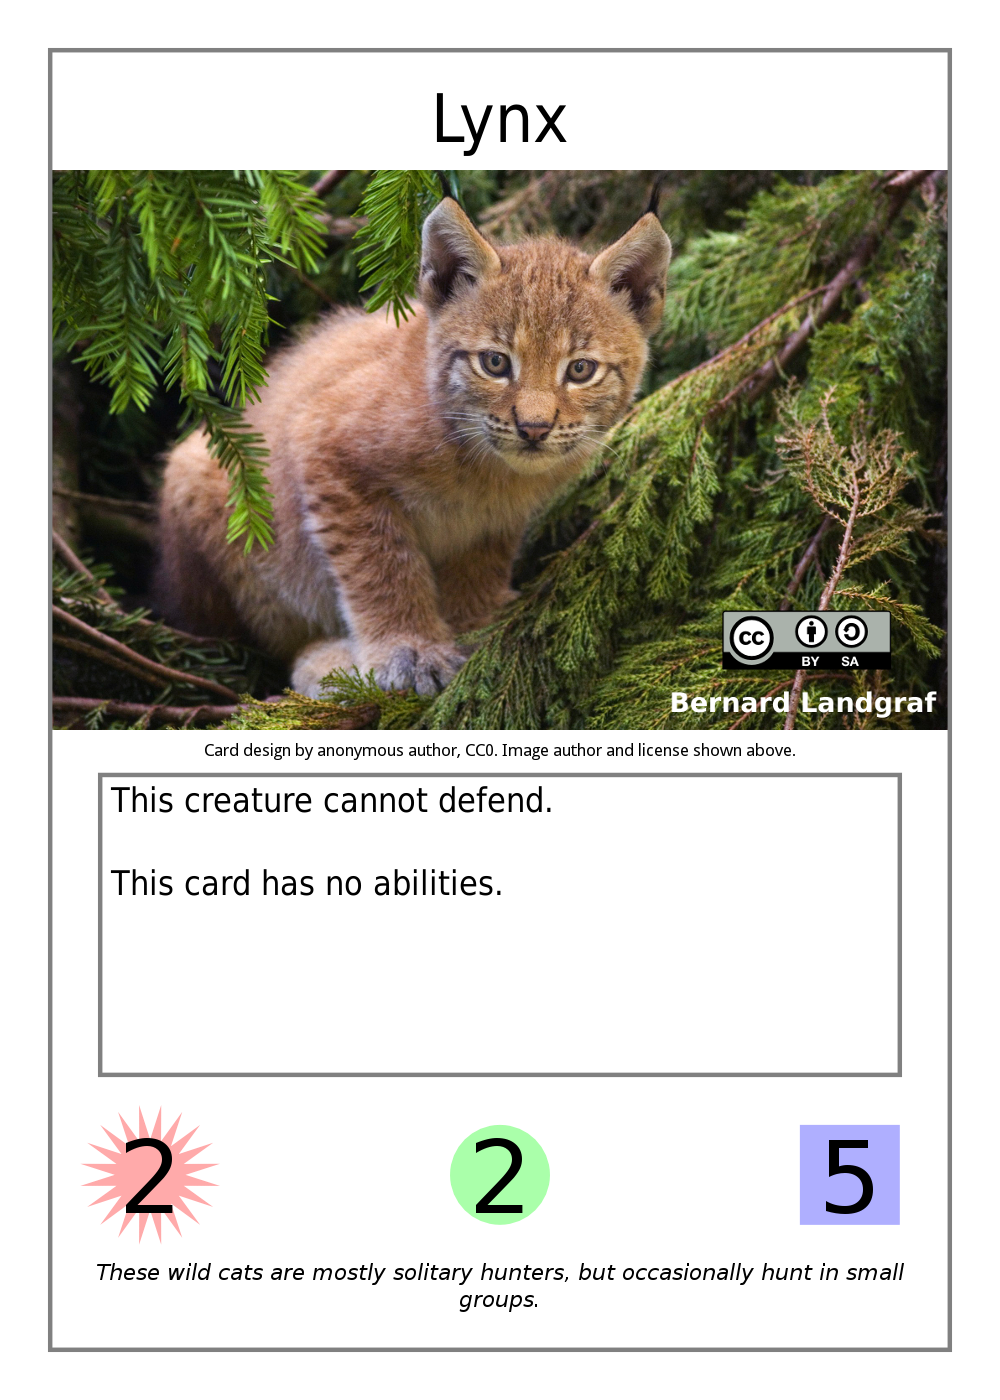 Lynx
cc
BY SA
Bernard Landgraf
Card design by anonymous author, CC0. Image author and license shown above.
This creature cannot defend.
This card has no abilities.
2 2 5
These wild cats are mostly solitary hunters, but occasionally hunt in small
groups.